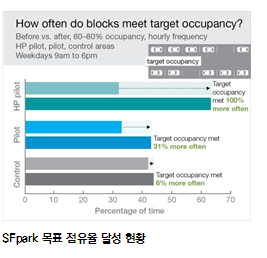 How often do blocks meet target occupancy?
Before vs. after, 60–80% occupancy, hourly frequency
HP pilot, pilot, control areas
Weekdays 9am to 6pm
target occupancy
HP pilot
Target
occupancy
met 100%
more often
Pilot
Target occupancy met
31% more often
Control
Target occupancy met
6% more often
0 10 20 30 40 50 60 70
Percentage of time
SFpark 목표 점유율 달성 현황